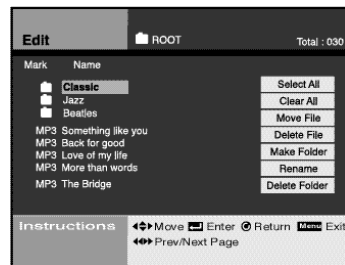 Edit ROOT Total : 030
Mark Name
Classic Select All
Jazz Clear All
Beatles Move File
MP3 Something like you Delete File
MP3 Back for good Make Folder
MP3 Love of my life Rename
MP3 More than words Delete Folder
MP3 The Bridge
Instructions Move Enter Return Menu Exit
Prev/Next Page